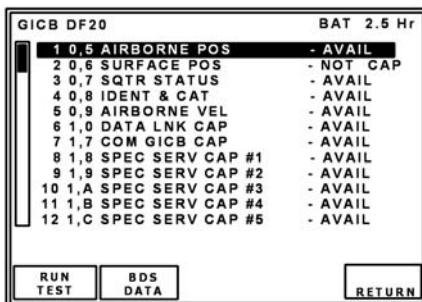 GICB DF20 BAT 2.5 Hr
1 0,5 AIRBORNE POS - AVAIL
2 0,6 SURFACE POS - NOT CAP
3 0,7 SQTR STATUS - AVAIL
4 0,8 IDENT & CAT - AVAIL
5 0,9 AIRBORNE VEL - AVAIL
6 1,0 DATA LNK CAP - AVAIL
7 1,7 COM GICB CAP - AVAIL
8 1,8 SPEC SERV CAP #1 - AVAIL
9 1,9 SPEC SERV CAP #2 - AVAIL
10 1,A SPEC SERV CAP #3 - AVAIL
11 1,B SPEC SERV CAP #4 - AVAIL
12 1,C SPEC SERV CAP #5 - AVAIL
RUN TEST
BDS DATA
RETURN